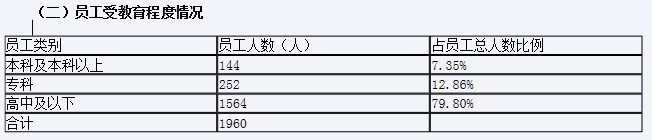 （二）员工受教育程度情况
员工类别 员工人数（人） 占员工总人数比例
本科及本科以上 144 7.35%
专科 252 12.86%
高中及以下 1564 79.80%
合计 1960